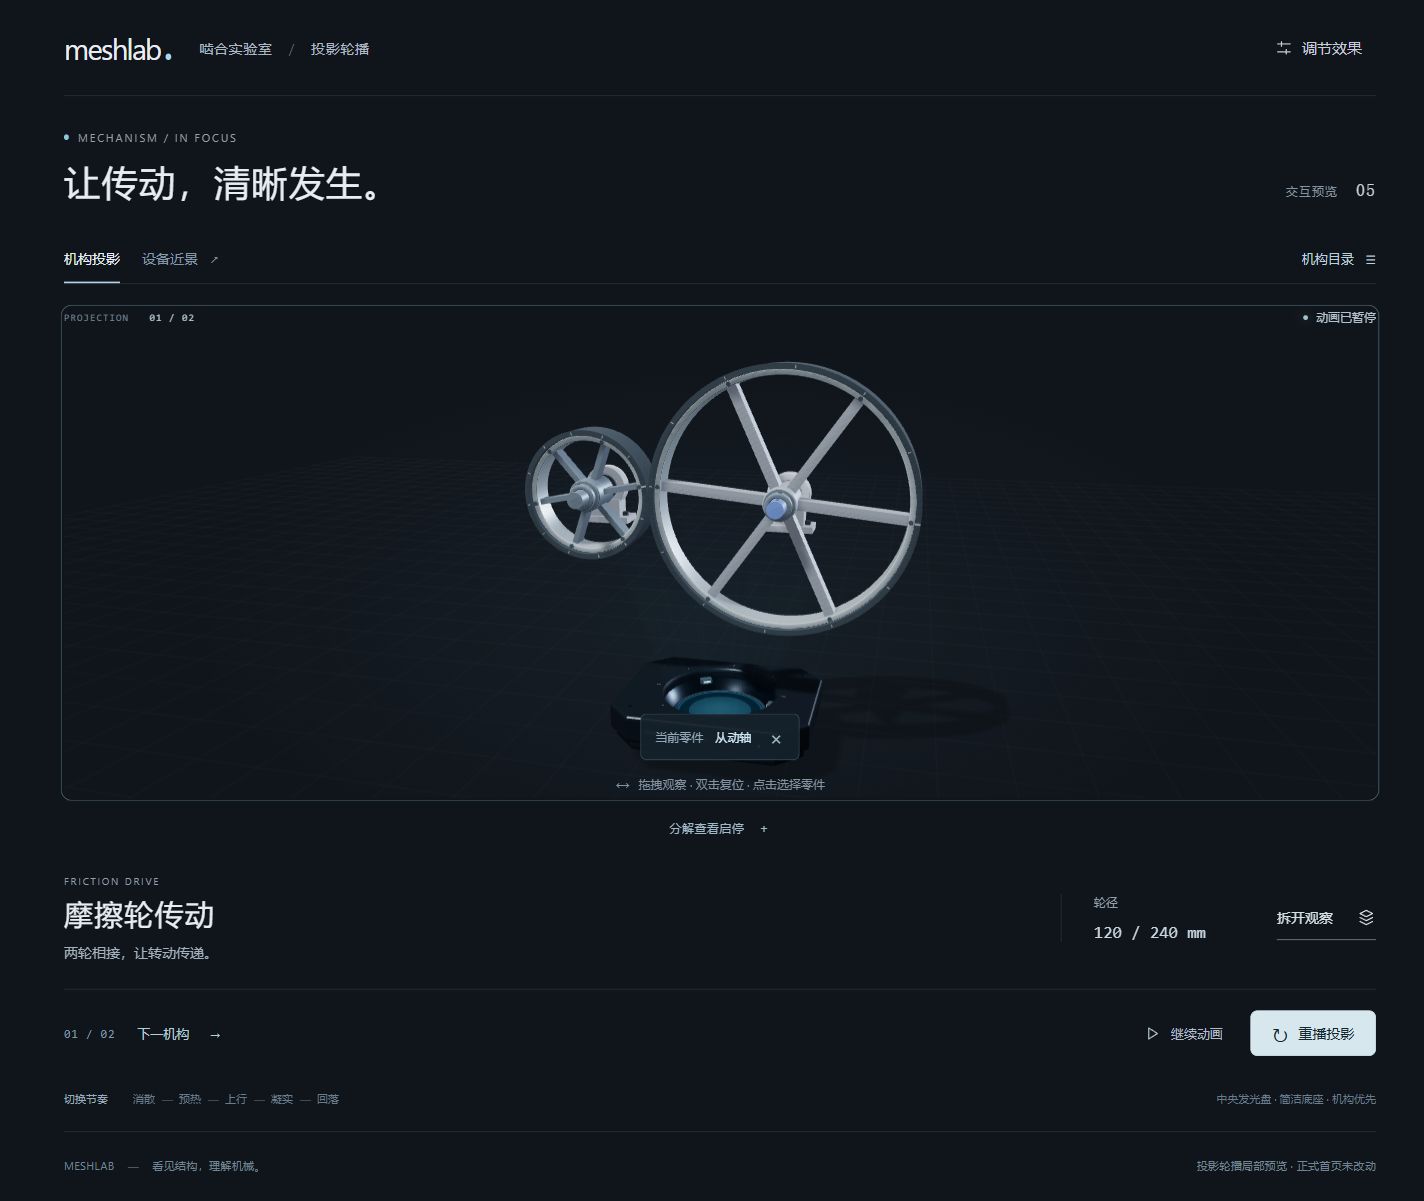 meshlab. 啮合实验室 / 投影轮播 调节效果
MECHANISM / IN FOCUS
让传动，清晰发生。
交互预览 05
机构投影 设备近景 ↗ 机构目录 ☰
PROJECTION 01 / 02 动画已暂停
当前零件 从动轴 ×
↔ 拖拽观察 · 双击复位 · 点击选择零件
分解查看启停 +
FRICTION DRIVE
摩擦轮传动
两轮相接，让转动传递。
轮径
120 / 240 mm
拆开观察
01 / 02 下一机构 → 继续动画 重播投影
切换节奏 消散 — 预热 — 上行 — 凝实 — 回落 中央发光盘 · 简洁底座 · 机构优先
MESHLAB — 看见结构，理解机械。 投影轮播局部预览 · 正式首页未改动